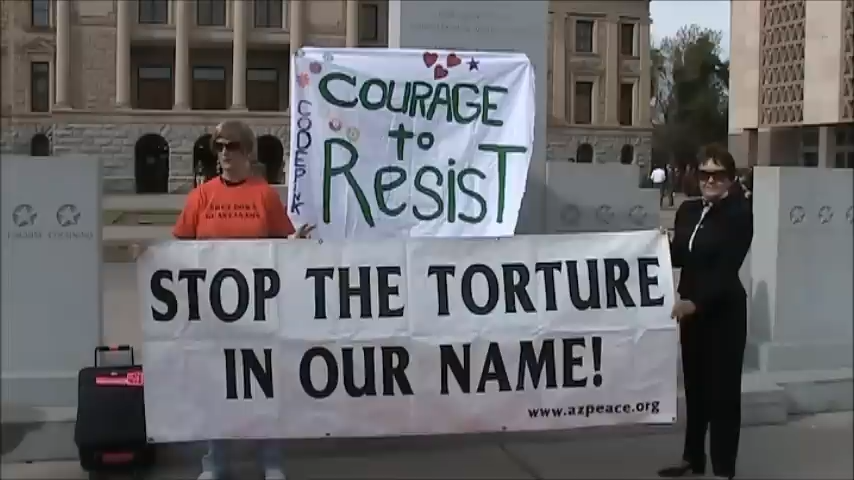 COURAGE
to
RESIST
CODEPINK
STOP THE TORTURE
IN OUR NAME!
www.azpeace.org